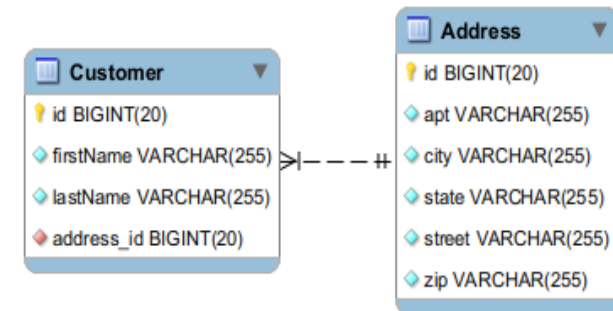 Customer
id BIGINT(20)
firstName VARCHAR(255)
lastName VARCHAR(255)
address_id BIGINT(20)
Address
id BIGINT(20)
apt VARCHAR(255)
city VARCHAR(255)
state VARCHAR(255)
street VARCHAR(255)
zip VARCHAR(255)